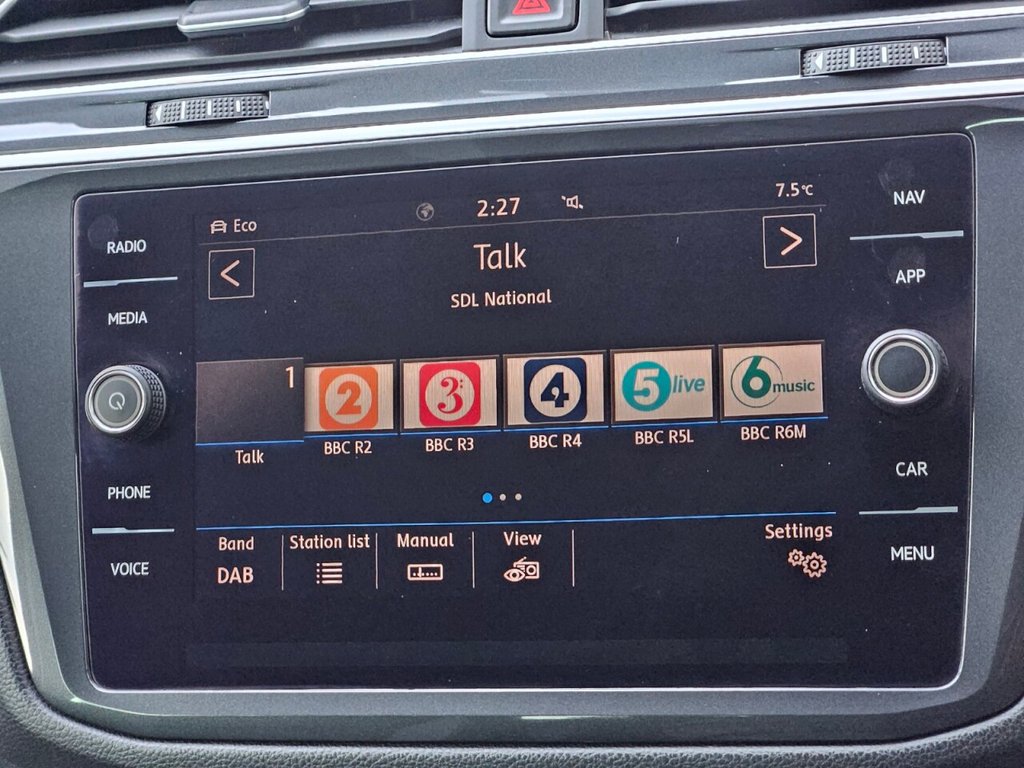 Eco
2:27
7.5°C
Talk
SDL National
RADIO
MEDIA
PHONE
VOICE
NAV
APP
CAR
MENU
1
2
3
4
5 live
6 music
Talk
BBC R2
BBC R3
BBC R4
BBC R5L
BBC R6M
Band
DAB
Station list
Manual
View
Settings